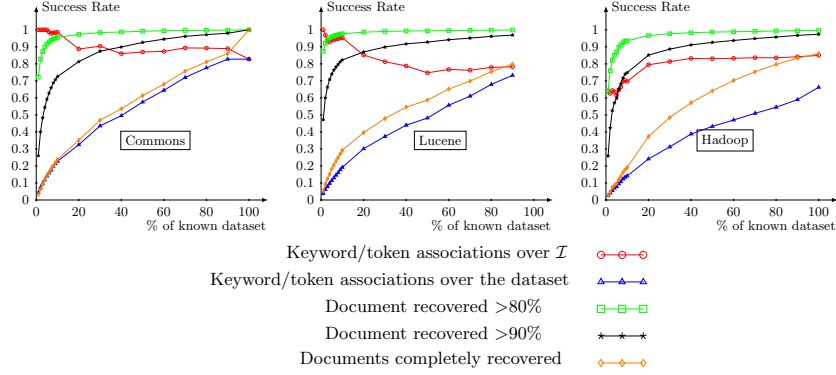 Success Rate
1
0.9
0.8
0.7
0.6
0.5
0.4
0.3
0.2
0.1
0
0 20 40 60 80 100
% of known dataset
Commons
Success Rate
1
0.9
0.8
0.7
0.6
0.5
0.4
0.3
0.2
0.1
0
0 20 40 60 80 100
% of known dataset
Lucene
Success Rate
1
0.9
0.8
0.7
0.6
0.5
0.4
0.3
0.2
0.1
0
0 20 40 60 80 100
% of known dataset
Hadoop
Keyword/token associations over I
Keyword/token associations over the dataset
Document recovered >80%
Document recovered >90%
Documents completely recovered